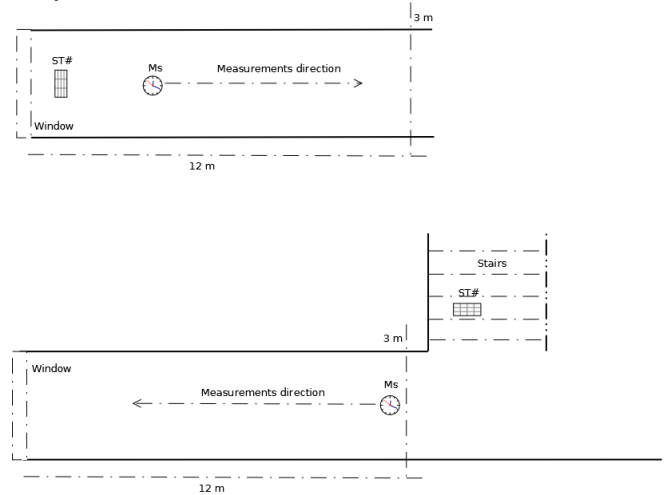 3 m
ST#
Ms
Measurements direction
Window
12 m
Stairs
ST#
3 m
Window
Ms
Measurements direction
12 m